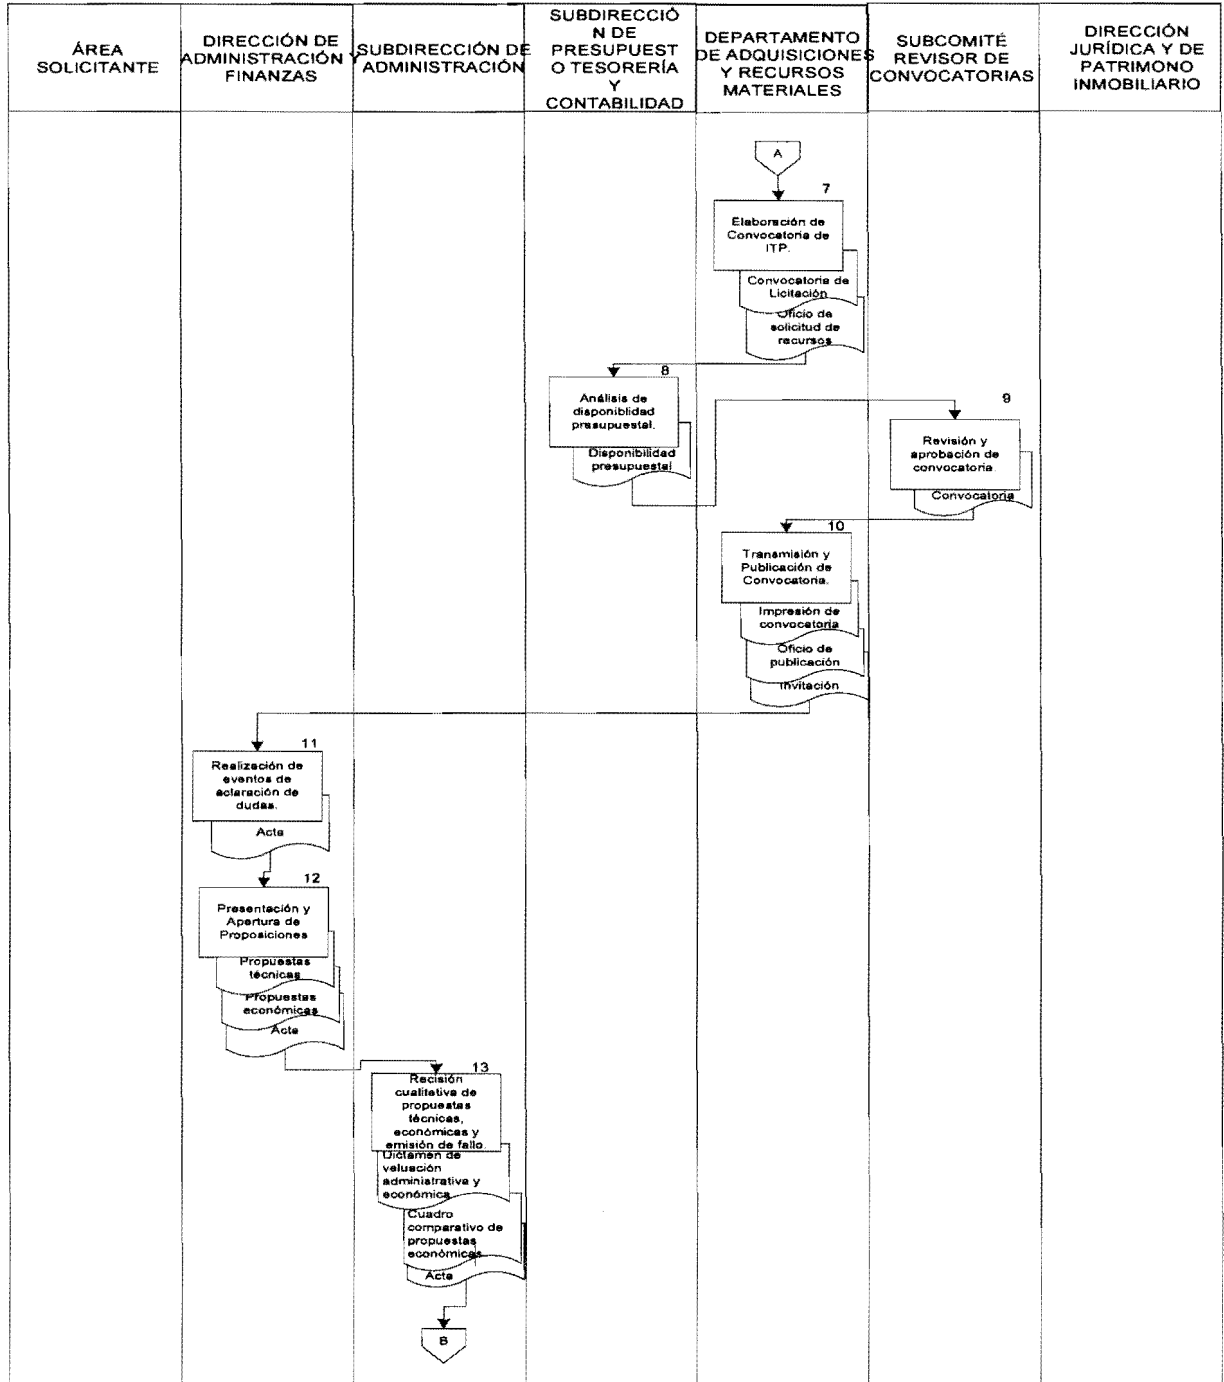 ÁREA
SOLICITANTE
DIRECCIÓN DE
ADMINISTRACIÓN Y
FINANZAS
SUBDIRECCIÓN DE
ADMINISTRACIÓN
SUBDIRECCIÓ
N DE
PRESUPUEST
O TESORERÍA
Y
CONTABILIDAD
DEPARTAMENTO
DE ADQUISICIONES
Y RECURSOS
MATERIALES
SUBCOMITÉ
REVISOR DE
CONVOCATORIAS
DIRECCIÓN
JURÍDICA Y DE
PATRIMONO
INMOBILIARIO
A
7
Elaboración de
Convocatoria de
ITP.
Convocatoria de
Licitación
Oficio de
solicitud de
recursos
8
Análisis de
disponiblidad
presupuestal.
Disponibilidad
presupuestal
9
Revisión y
aprobación de
convocatoria.
Convocatoria
10
Transmisión y
Publicación de
Convocatoria.
Impresión de
convocatoria
Oficio de
publicación
Invitación
11
Realización de
eventos de
aclaración de
dudas.
Acta
12
Presentación y
Apertura de
Proposiciones
Propuestas
técnicas
Propuestas
económicas
Acta
13
Recisión
cualitativa de
propuestas
técnicas,
económicas y
emisión de fallo.
Dictamen de
valuación
administrativa y
económica
Cuadro
comparativo de
propuestas
económicas
Acta
B